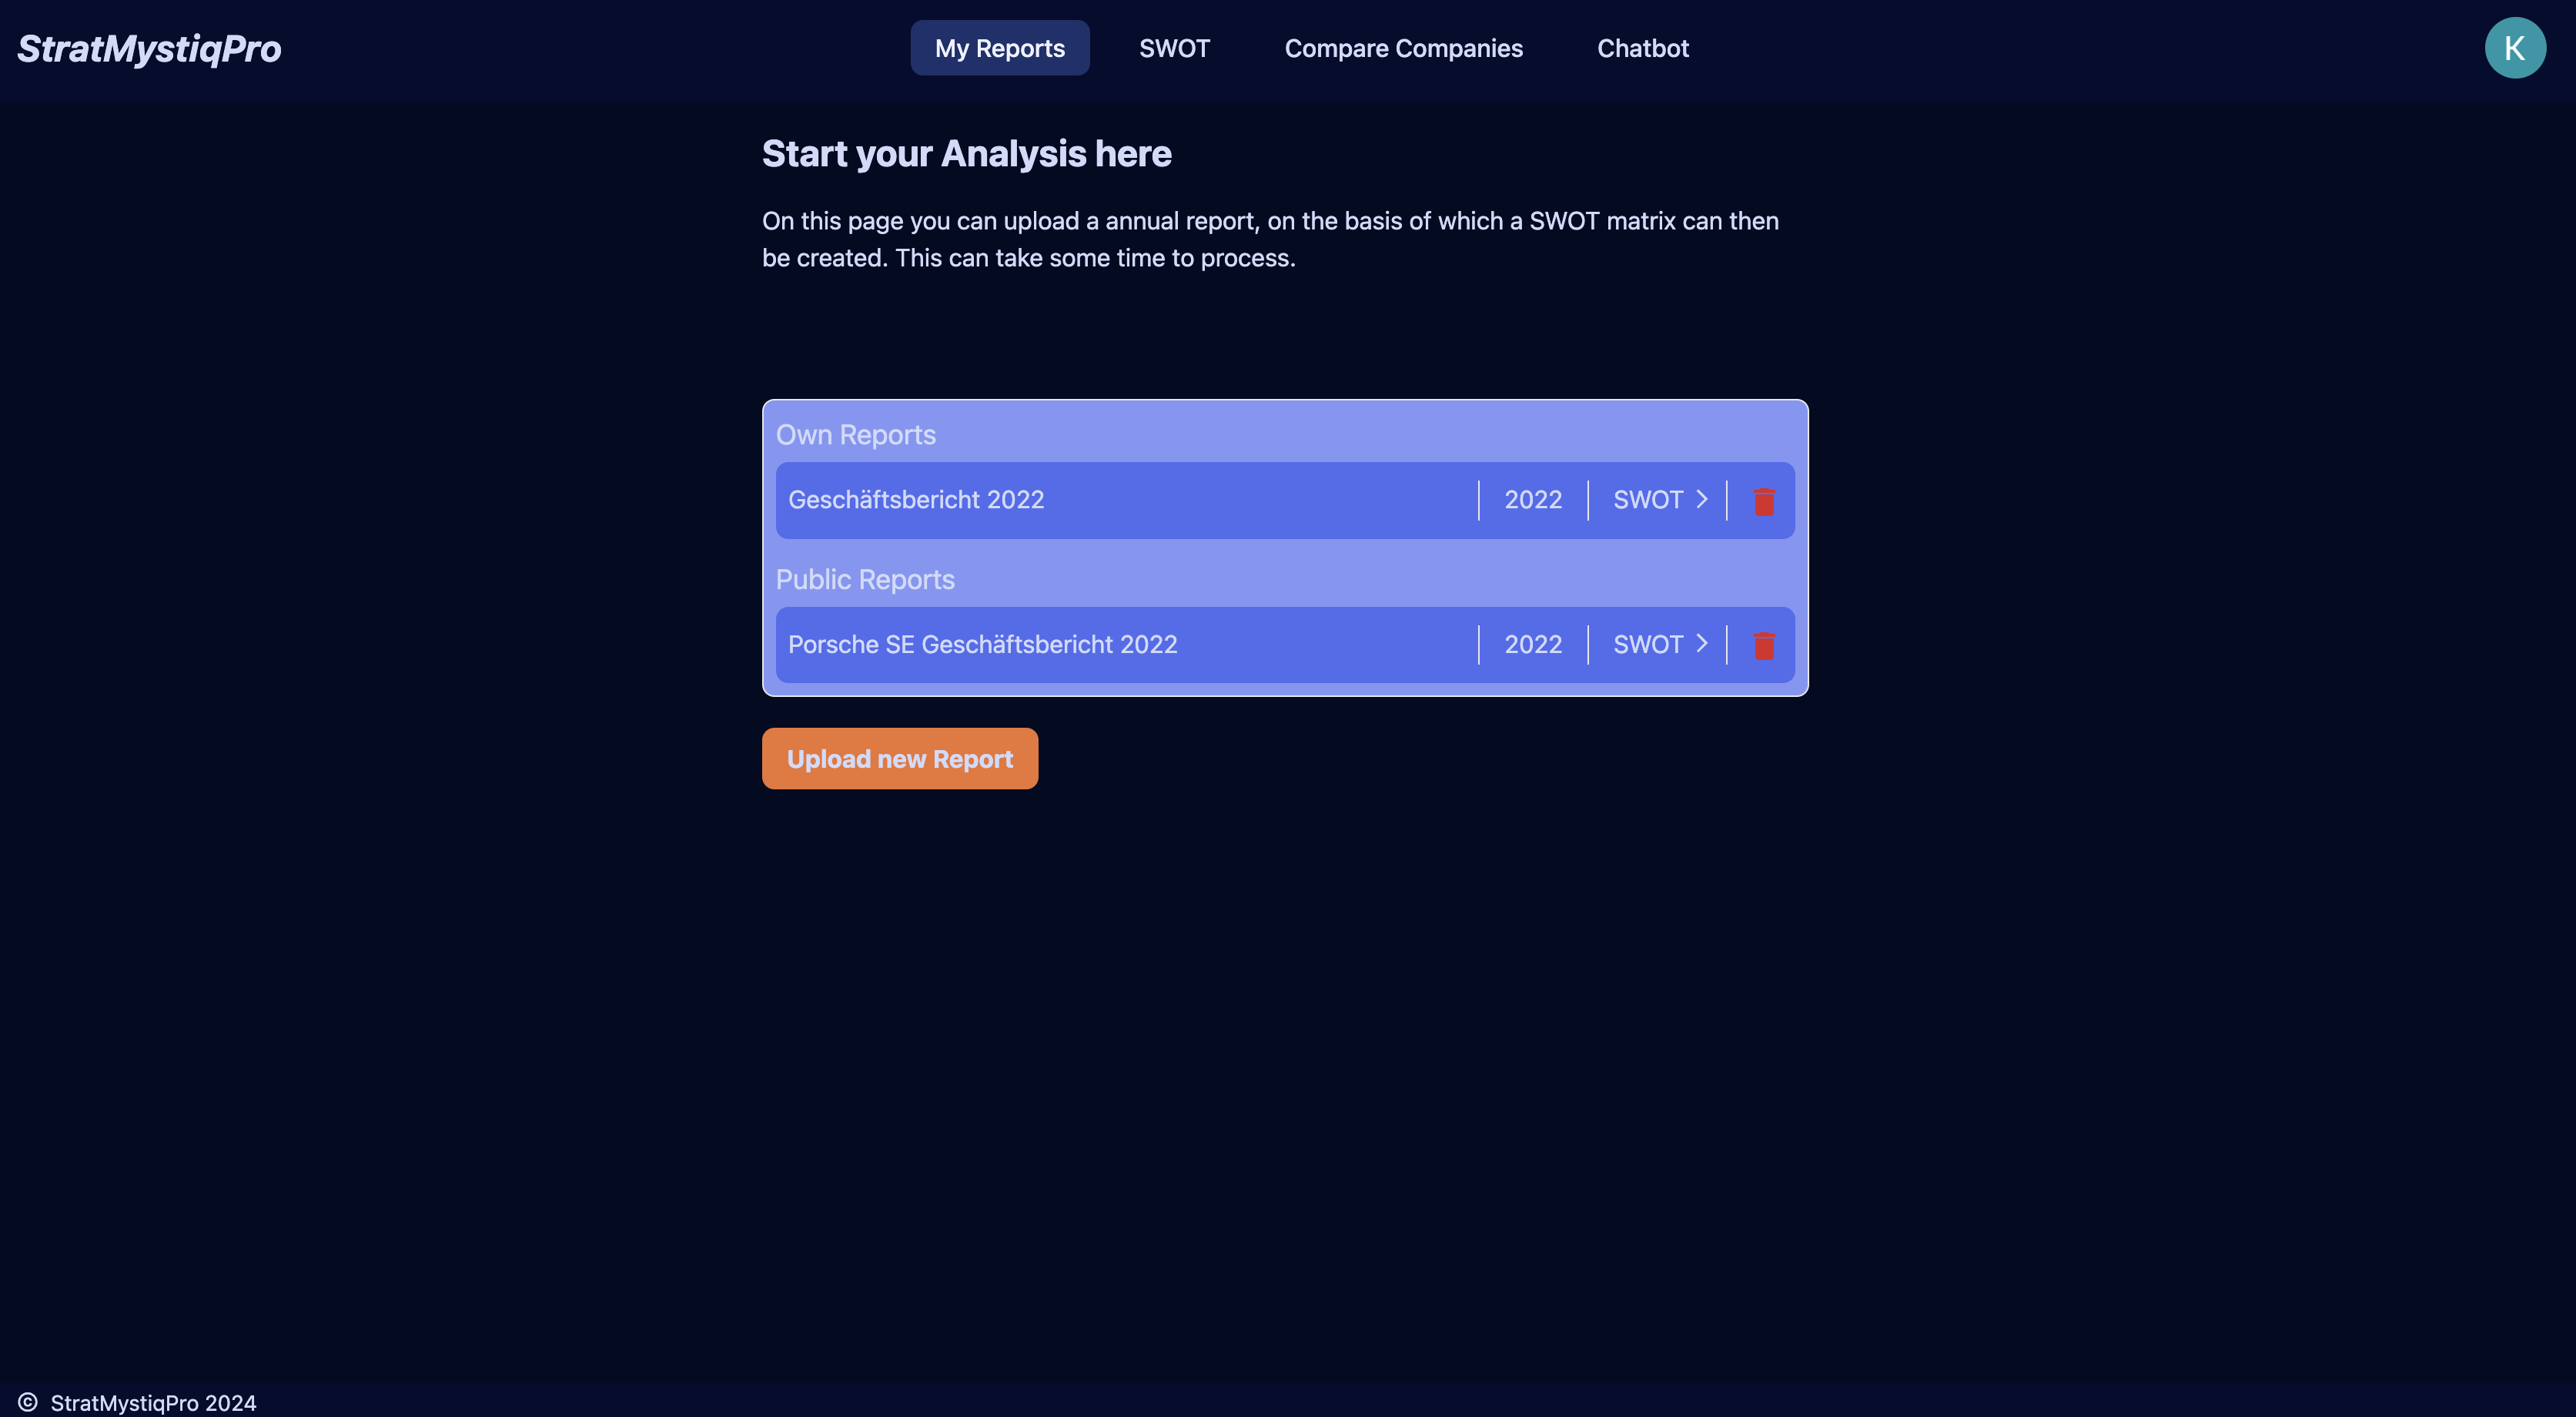 StratMystiqPro
My Reports
SWOT
Compare Companies
Chatbot
K
Start your Analysis here
On this page you can upload a annual report, on the basis of which a SWOT matrix can then
be created. This can take some time to process.
Own Reports
Geschäftsbericht 2022
2022
SWOT
Public Reports
Porsche SE Geschäftsbericht 2022
2022
SWOT
Upload new Report
© StratMystiqPro 2024